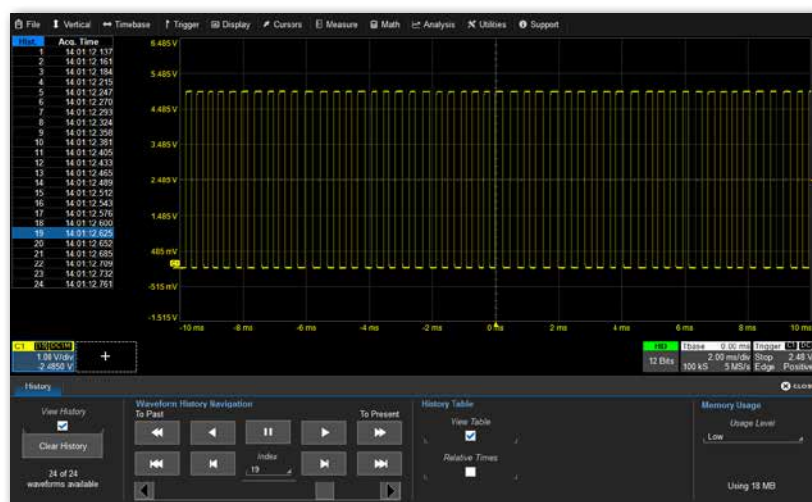 File Vertical Timebase Trigger Display Cursors Measure Math Analysis Utilities Support
Hist. Acq. Time
1 14:01:12.137
2 14:01:12.161
3 14:01:12.184
4 14:01:12.215
5 14:01:12.247
6 14:01:12.270
7 14:01:12.293
8 14:01:12.324
9 14:01:12.358
10 14:01:12.381
11 14:01:12.405
12 14:01:12.433
13 14:01:12.465
14 14:01:12.489
15 14:01:12.512
16 14:01:12.543
17 14:01:12.576
18 14:01:12.600
19 14:01:12.625
20 14:01:12.652
21 14:01:12.685
22 14:01:12.709
23 14:01:12.732
24 14:01:12.761
6.485 V
5.485 V
4.485 V
3.485 V
2.485 V
1.485 V
485 mV
-515 mV
-1.515 V
C1
-10 ms -8 ms -6 ms -4 ms -2 ms 0 ms 2 ms 4 ms 6 ms 8 ms 10 ms
C1 DC1M
1.00 V/div
-2.4850 V
+
HD
12 Bits
Tbase 0.00 ms
2.00 ms/div
100 kS 5 MS/s
Trigger C1 DC
Stop 2.48 V
Edge Positive
History
CLOSE
View History
Clear History
24 of 24
waveforms available
Waveform History Navigation
To Past To Present
Index
19
History Table
View Table
Relative Times
Memory Usage
Usage Level
Low
Using 18 MB